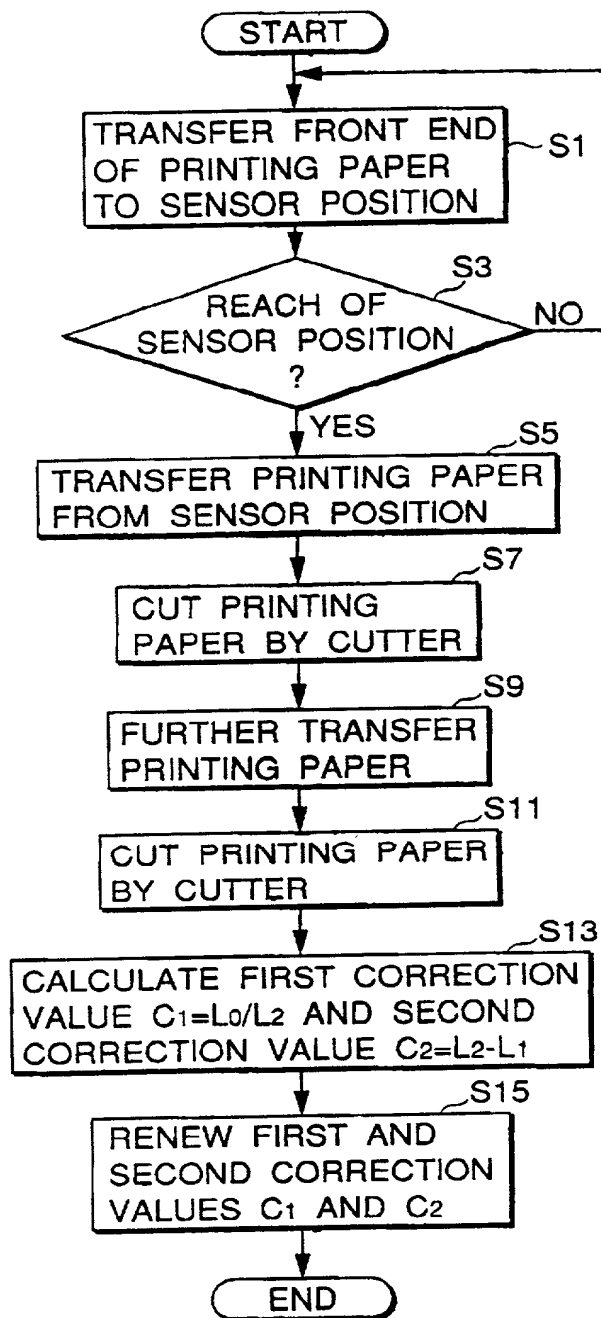 START
TRANSFER FRONT END
OF PRINTING PAPER
TO SENSOR POSITION
S1
S3
REACH OF
SENSOR POSITION
?
NO
YES
S5
TRANSFER PRINTING PAPER
FROM SENSOR POSITION
S7
CUT PRINTING
PAPER BY CUTTER
S9
FURTHER TRANSFER
PRINTING PAPER
S11
CUT PRINTING PAPER
BY CUTTER
S13
CALCULATE FIRST CORRECTION
VALUE C1=L0/L2 AND SECOND
CORRECTION VALUE C2=L2-L1
S15
RENEW FIRST AND
SECOND CORRECTION
VALUES C1 AND C2
END